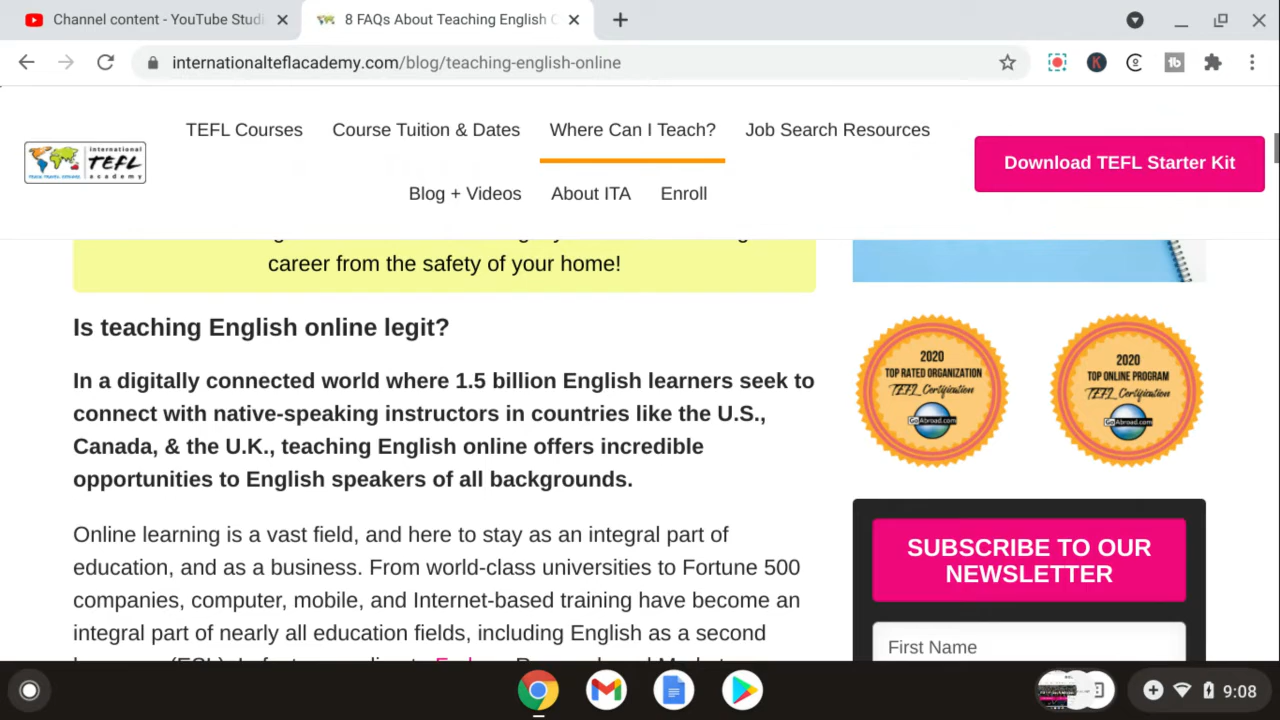 Channel content - YouTube Studi
8 FAQs About Teaching English O
internationalteflacademy.com/blog/teaching-english-online
TEFL Courses
Course Tuition & Dates
Where Can I Teach?
Job Search Resources
Blog + Videos
About ITA
Enroll
Download TEFL Starter Kit
international
TEFL
academy
career from the safety of your home!
Is teaching English online legit?
In a digitally connected world where 1.5 billion English learners seek to
connect with native-speaking instructors in countries like the U.S.,
Canada, & the U.K., teaching English online offers incredible
opportunities to English speakers of all backgrounds.
Online learning is a vast field, and here to stay as an integral part of
education, and as a business. From world-class universities to Fortune 500
companies, computer, mobile, and Internet-based training have become an
integral part of nearly all education fields, including English as a second
2020
TOP RATED ORGANIZATION
TEFL Certification
GoAbroad.com
2020
TOP ONLINE PROGRAM
TEFL Certification
GoAbroad.com
SUBSCRIBE TO OUR
NEWSLETTER
First Name
9:08